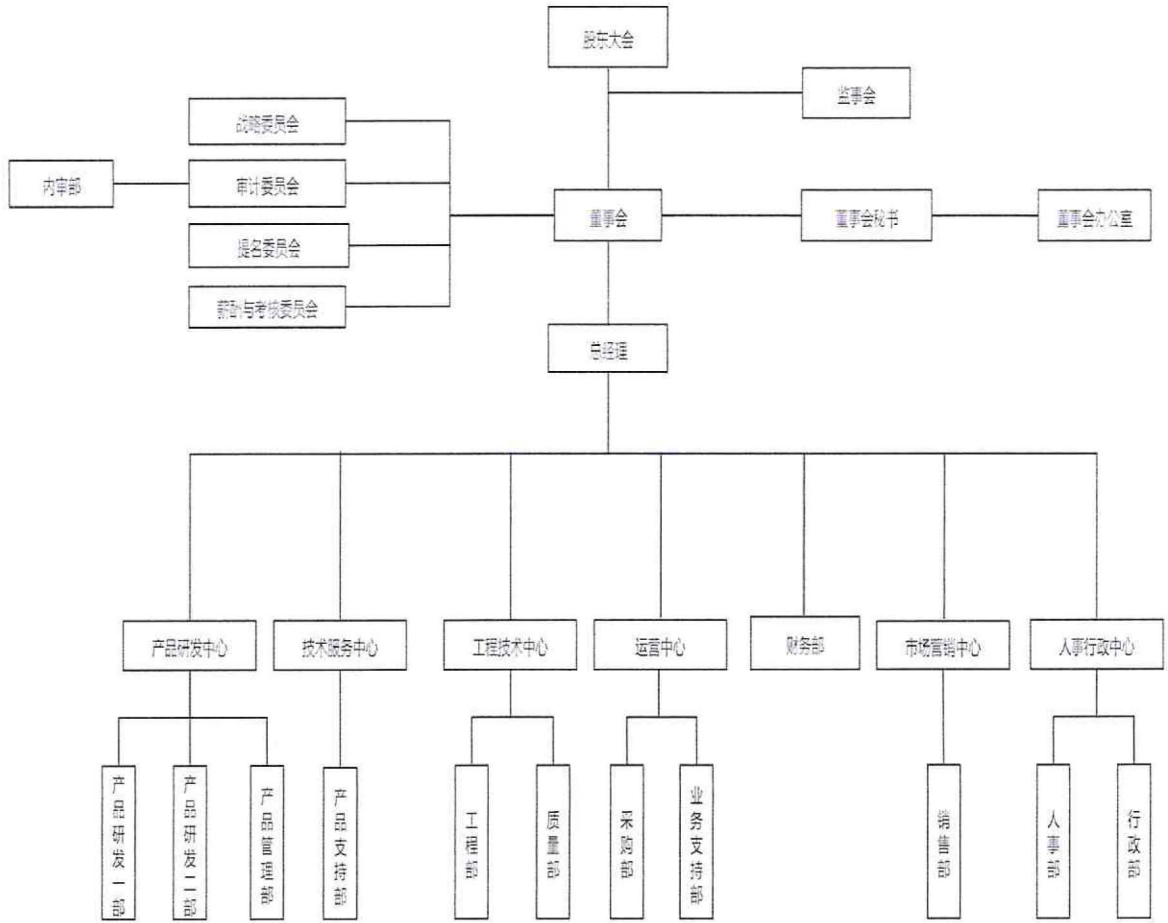 股东大会
监事会
战略委员会
内审部
审计委员会
董事会
董事会秘书
董事会办公室
提名委员会
薪酬与考核委员会
总经理
产品研发中心
技术服务中心
工程技术中心
运营中心
财务部
市场营销中心
人事行政中心
产品研发一部
产品研发二部
产品管理部
产品支持部
工程部
质量部
采购部
业务支持部
销售部
人事部
行政部